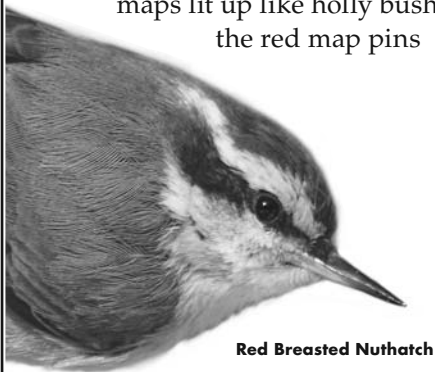 maps lit up like holly bush
the red map pins
Red Breasted Nuthatch